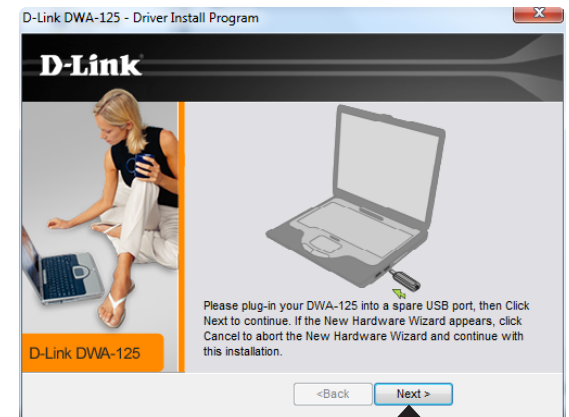 D-Link DWA-125 - Driver Install Program
D-Link
Please plug-in your DWA-125 into a spare USB port, then Click
Next to continue. If the New Hardware Wizard appears, click
Cancel to abort the New Hardware Wizard and continue with
this installation.
D-Link DWA-125
<Back
Next >